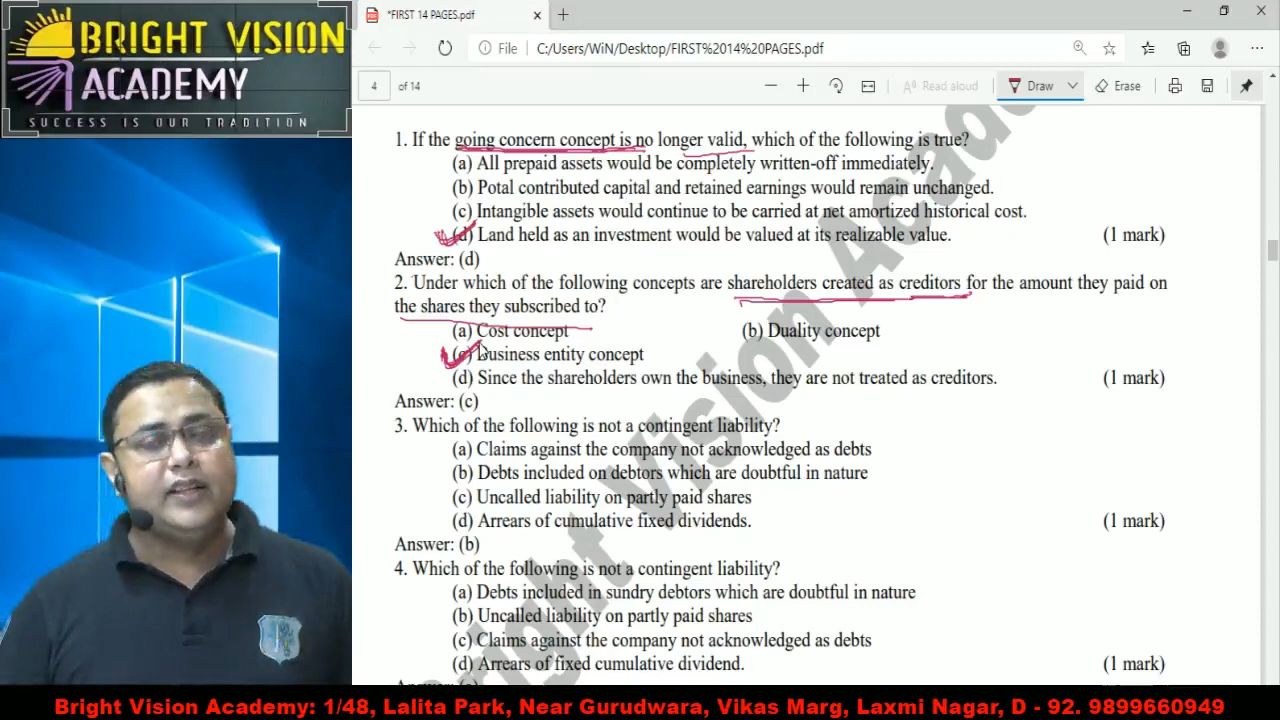 BRIGHT VISION
ACADEMY
SUCCESS IS OUR TRADITION
*FIRST 14 PAGES.pdf
File
C:/Users/WiN/Desktop/FIRST%2014%20PAGES.pdf
4 of 14
Read aloud
Draw
Erase
1. If the going concern concept is no longer valid, which of the following is true?
(a) All prepaid assets would be completely written-off immediately.
(b) Potal contributed capital and retained earnings would remain unchanged.
(c) Intangible assets would continue to be carried at net amortized historical cost.
(d) Land held as an investment would be valued at its realizable value. (1 mark)
Answer: (d)
2. Under which of the following concepts are shareholders created as creditors for the amount they paid on
the shares they subscribed to?
(a) Cost concept (b) Duality concept
(c) Business entity concept
(d) Since the shareholders own the business, they are not treated as creditors. (1 mark)
Answer: (c)
3. Which of the following is not a contingent liability?
(a) Claims against the company not acknowledged as debts
(b) Debts included on debtors which are doubtful in nature
(c) Uncalled liability on partly paid shares
(d) Arrears of cumulative fixed dividends. (1 mark)
Answer: (b)
4. Which of the following is not a contingent liability?
(a) Debts included in sundry debtors which are doubtful in nature
(b) Uncalled liability on partly paid shares
(c) Claims against the company not acknowledged as debts
(d) Arrears of fixed cumulative dividend. (1 mark)
Bright Vision Academy
Bright Vision Academy: 1/48, Lalita Park, Near Gurudwara, Vikas Marg, Laxmi Nagar, D - 92. 9899660949